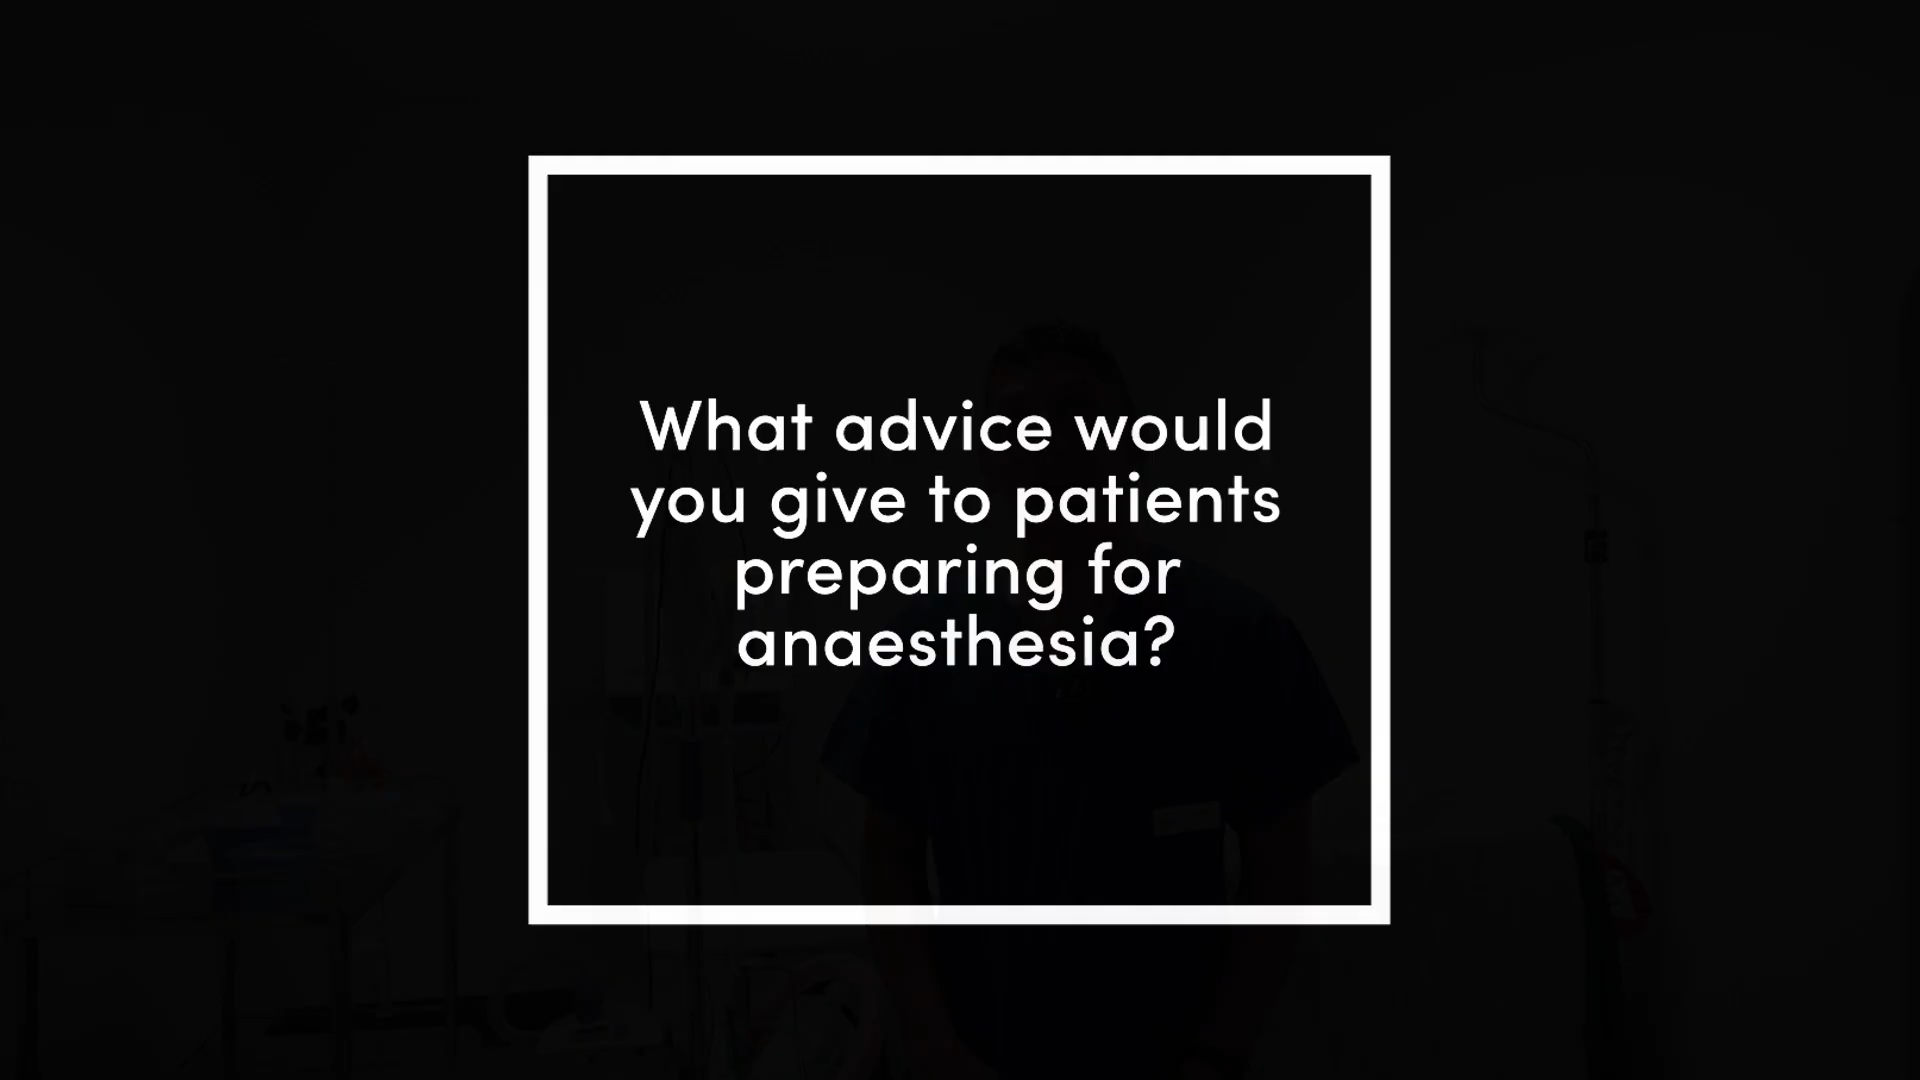 What advice would
you give to patients
preparing for
anaesthesia?